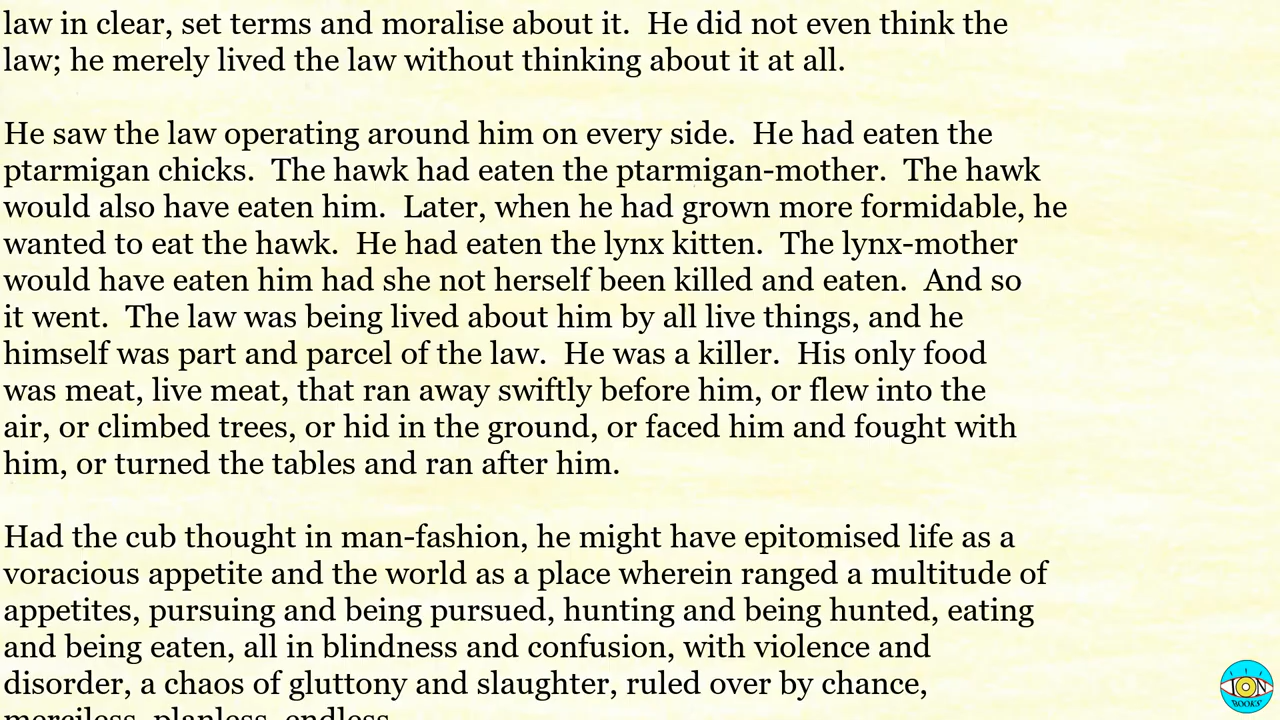 law in clear, set terms and moralise about it.  He did not even think the
law; he merely lived the law without thinking about it at all.
He saw the law operating around him on every side.  He had eaten the
ptarmigan chicks.  The hawk had eaten the ptarmigan-mother.  The hawk
would also have eaten him.  Later, when he had grown more formidable, he
wanted to eat the hawk.  He had eaten the lynx kitten.  The lynx-mother
would have eaten him had she not herself been killed and eaten.  And so
it went.  The law was being lived about him by all live things, and he
himself was part and parcel of the law.  He was a killer.  His only food
was meat, live meat, that ran away swiftly before him, or flew into the
air, or climbed trees, or hid in the ground, or faced him and fought with
him, or turned the tables and ran after him.
Had the cub thought in man-fashion, he might have epitomised life as a
voracious appetite and the world as a place wherein ranged a multitude of
appetites, pursuing and being pursued, hunting and being hunted, eating
and being eaten, all in blindness and confusion, with violence and
disorder, a chaos of gluttony and slaughter, ruled over by chance,
merciless, planless, endless.
ION
BOOKS